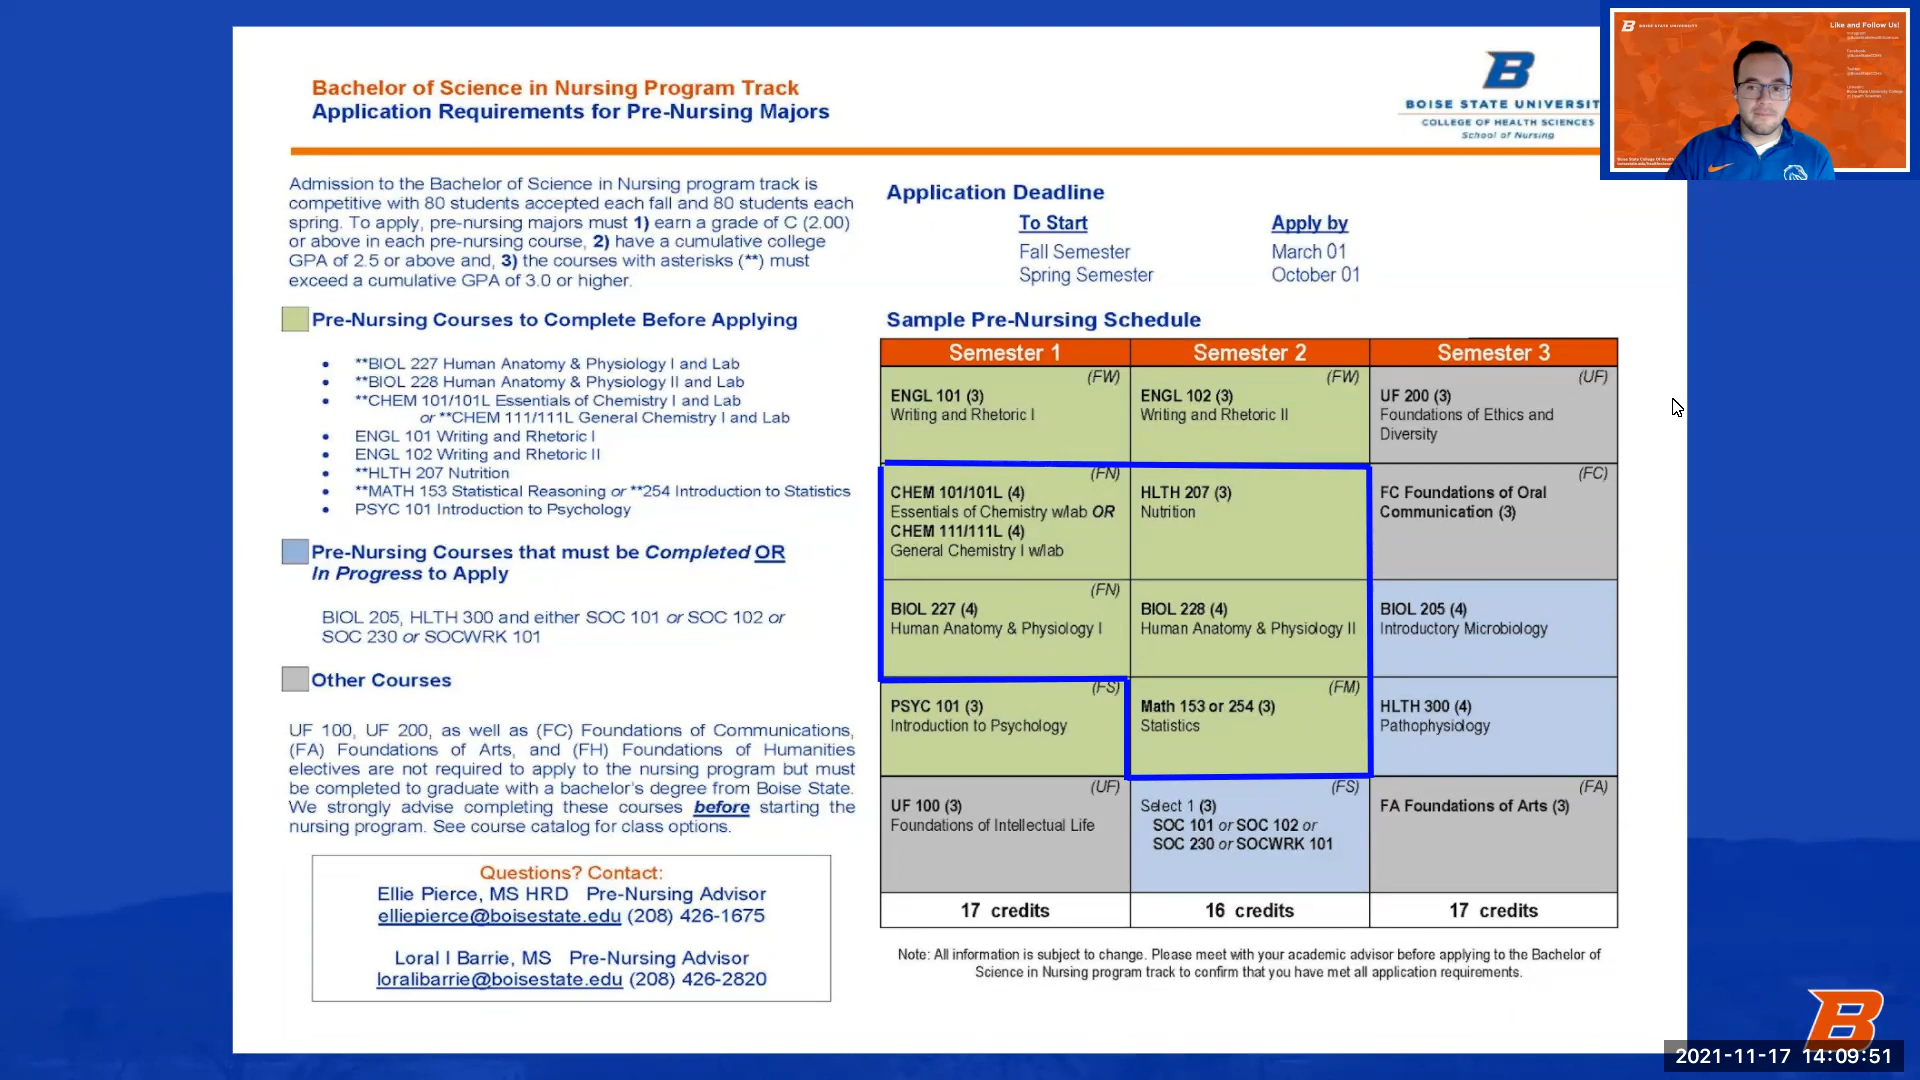 Bachelor of Science in Nursing Program Track
Application Requirements for Pre-Nursing Majors
B
BOISE STATE UNIVERSIT
COLLEGE OF HEALTH SCIENCES
School of Nursing
BOISE STATE UNIVERSITY
Like and Follow Us!
Admission to the Bachelor of Science in Nursing program track is
competitive with 80 students accepted each fall and 80 students each
spring. To apply, pre-nursing majors must 1) earn a grade of C (2.00)
or above in each pre-nursing course, 2) have a cumulative college
GPA of 2.5 or above and, 3) the courses with asterisks (**) must
exceed a cumulative GPA of 3.0 or higher.
Pre-Nursing Courses to Complete Before Applying
• **BIOL 227 Human Anatomy & Physiology I and Lab
• **BIOL 228 Human Anatomy & Physiology II and Lab
• **CHEM 101/101L Essentials of Chemistry I and Lab
or **CHEM 111/111L General Chemistry I and Lab
• ENGL 101 Writing and Rhetoric I
• ENGL 102 Writing and Rhetoric II
• **HLTH 207 Nutrition
• **MATH 153 Statistical Reasoning or **254 Introduction to Statistics
• PSYC 101 Introduction to Psychology
Pre-Nursing Courses that must be Completed OR
In Progress to Apply
BIOL 205, HLTH 300 and either SOC 101 or SOC 102 or
SOC 230 or SOCWRK 101
Other Courses
UF 100, UF 200, as well as (FC) Foundations of Communications,
(FA) Foundations of Arts, and (FH) Foundations of Humanities
electives are not required to apply to the nursing program but must
be completed to graduate with a bachelor's degree from Boise State.
We strongly advise completing these courses before starting the
nursing program. See course catalog for class options.
Questions? Contact:
Ellie Pierce, MS HRD Pre-Nursing Advisor
elliepierce@boisestate.edu (208) 426-1675
Loral I Barrie, MS Pre-Nursing Advisor
loralibarrie@boisestate.edu (208) 426-2820
Application Deadline
To Start Apply by
Fall Semester March 01
Spring Semester October 01
Sample Pre-Nursing Schedule
Semester 1 Semester 2 Semester 3
(FW) (FW) (UF)
ENGL 101 (3) ENGL 102 (3) UF 200 (3)
Writing and Rhetoric I Writing and Rhetoric II Foundations of Ethics and
Diversity
(FN) (FC)
CHEM 101/101L (4) HLTH 207 (3) FC Foundations of Oral
Essentials of Chemistry w/lab OR Nutrition Communication (3)
CHEM 111/111L (4)
General Chemistry I w/lab
(FN)
BIOL 227 (4) BIOL 228 (4) BIOL 205 (4)
Human Anatomy & Physiology I Human Anatomy & Physiology II Introductory Microbiology
(FS) (FM)
PSYC 101 (3) Math 153 or 254 (3) HLTH 300 (4)
Introduction to Psychology Statistics Pathophysiology
(UF) (FS) (FA)
UF 100 (3) Select 1 (3) FA Foundations of Arts (3)
Foundations of Intellectual Life SOC 101 or SOC 102 or
SOC 230 or SOCWRK 101
17 credits 16 credits 17 credits
Note: All information is subject to change. Please meet with your academic advisor before applying to the Bachelor of
Science in Nursing program track to confirm that you have met all application requirements.
B
2021-11-17 14:09:51